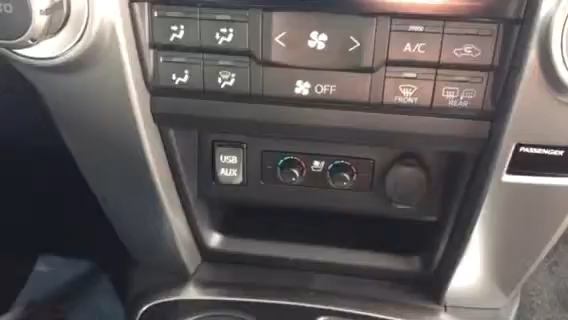 A/C
OFF
FRONT
REAR
USB
AUX
PASSENGER